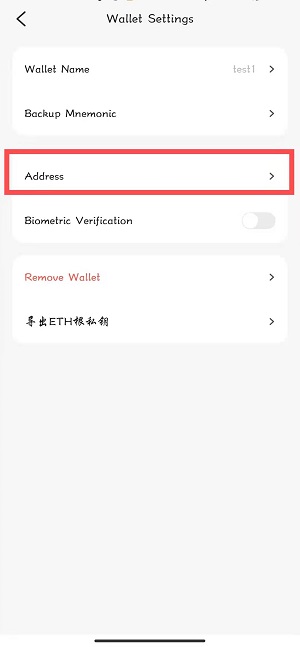 Wallet Settings
Wallet Name test1
Backup Mnemonic
Address
Biometric Verification
Remove Wallet
导出ETH根私钥